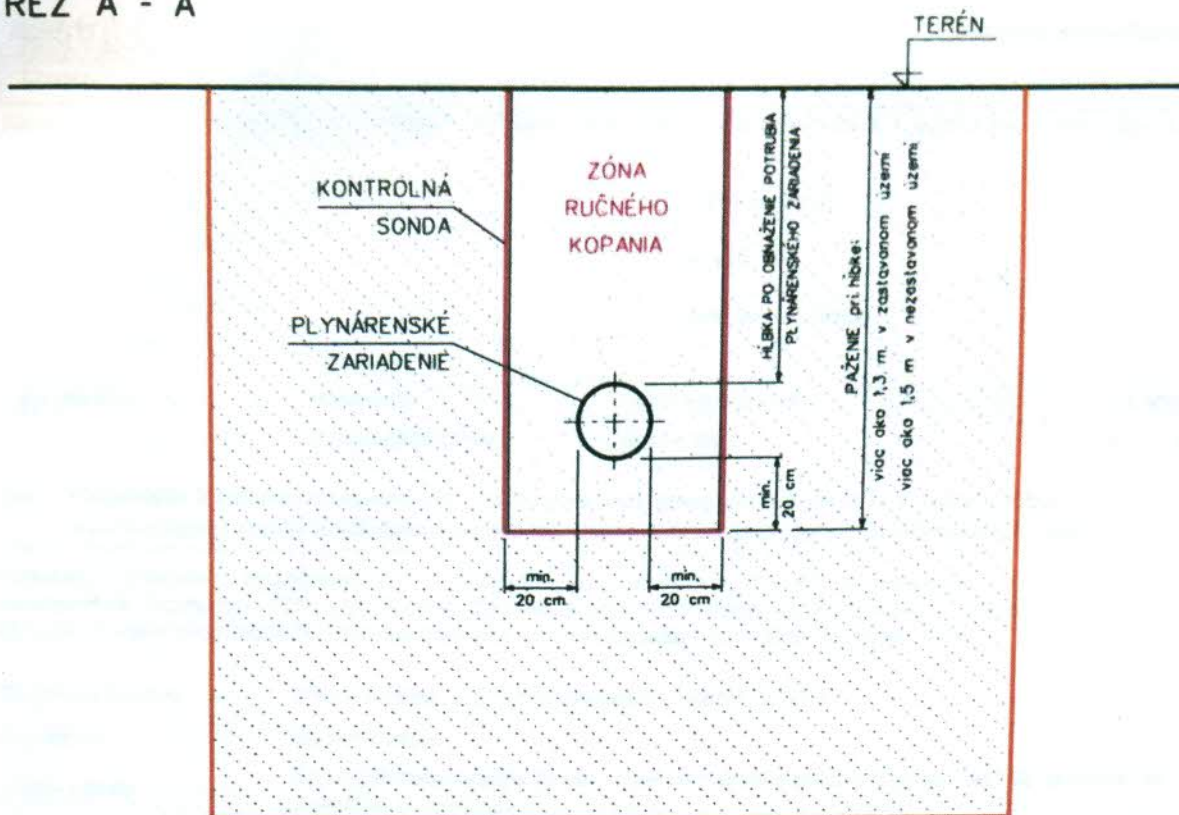 REZ A - A
TERÉN
KONTROLNÁ
SONDA
ZÓNA
RUČNÉHO
KOPANIA
HĹBKA PO OBNAŽENIE POTRUBIA
PLYNÁRENSKÉHO ZARIADENIA
PAŽENIE pri hĺbke:
viac ako 1,3 m v zastavanom území
viac ako 1,5 m v nezastavanom území
PLYNÁRENSKÉ
ZARIADENIE
min.
20 cm
min.
20 cm
min.
20 cm